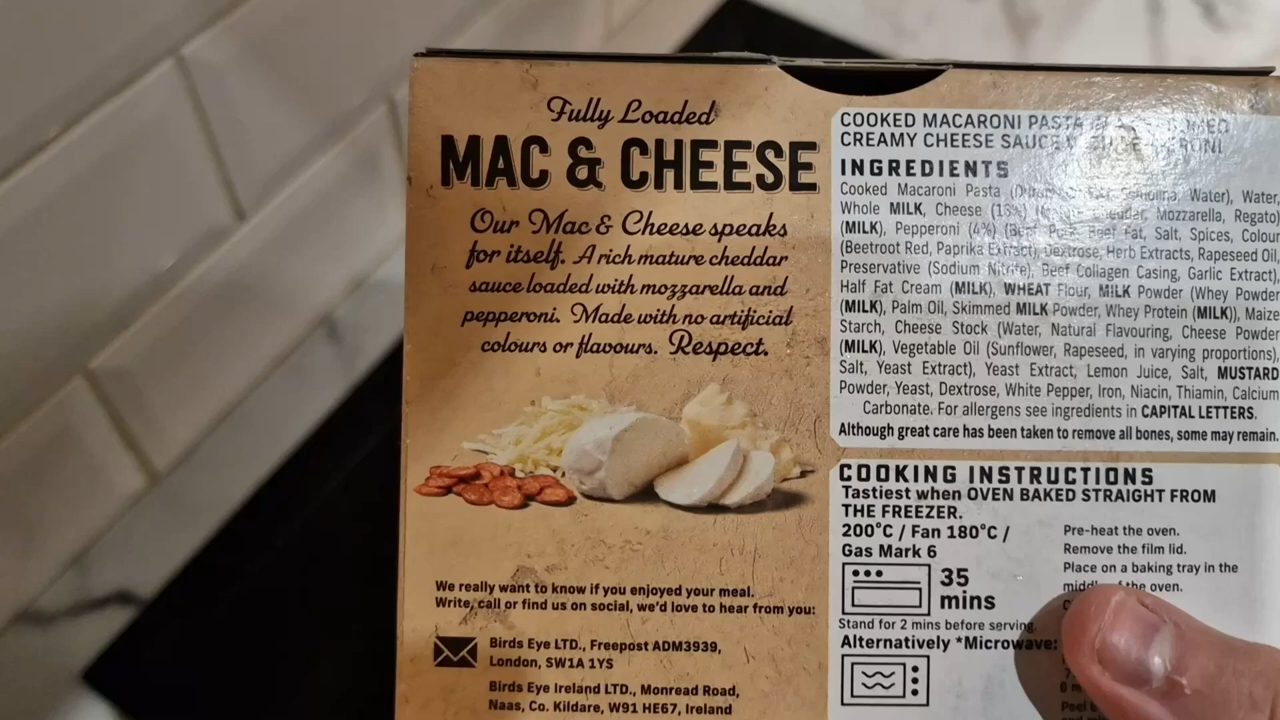 Fully Loaded
MAC & CHEESE
Our Mac & Cheese speaks
for itself. A rich mature cheddar
sauce loaded with mozzarella and
pepperoni. Made with no artificial
colours or flavours. Respect.
We really want to know if you enjoyed your meal.
Write, call or find us on social, we'd love to hear from you:
Birds Eye LTD., Freepost ADM3939,
London, SW1A 1YS
Birds Eye Ireland LTD., Monread Road,
Naas, Co. Kildare, W91 HE67, Ireland
COOKED MACARONI PASTA
CREAMY CHEESE SAUCE
INGREDIENTS
Cooked Macaroni Pasta Water), Water,
Whole MILK, Cheese (18%) Cheddar, Mozzarella, Regato)
(MILK), Pepperoni (4%) Beef Fat, Salt, Spices, Colour
(Beetroot Red, Paprika Extract), Dextrose, Herb Extracts, Rapeseed Oil,
Preservative (Sodium Nitrite), Beef Collagen Casing, Garlic Extract),
Half Fat Cream (MILK), WHEAT Flour, MILK Powder (Whey Powder
(MILK), Palm Oil, Skimmed MILK Powder, Whey Protein (MILK)), Maize
Starch, Cheese Stock (Water, Natural Flavouring, Cheese Powder
(MILK), Vegetable Oil (Sunflower, Rapeseed, in varying proportions),
Salt, Yeast Extract), Yeast Extract, Lemon Juice, Salt, MUSTARD
Powder, Yeast, Dextrose, White Pepper, Iron, Niacin, Thiamin, Calcium
Carbonate. For allergens see ingredients in CAPITAL LETTERS.
Although great care has been taken to remove all bones, some may remain.
COOKING INSTRUCTIONS
Tastiest when OVEN BAKED STRAIGHT FROM
THE FREEZER.
200°C / Fan 180°C /
Gas Mark 6
35
mins
Pre-heat the oven.
Remove the film lid.
Place on a baking tray in the
middle of the oven.
Stand for 2 mins before serving.
Alternatively *Microwave: